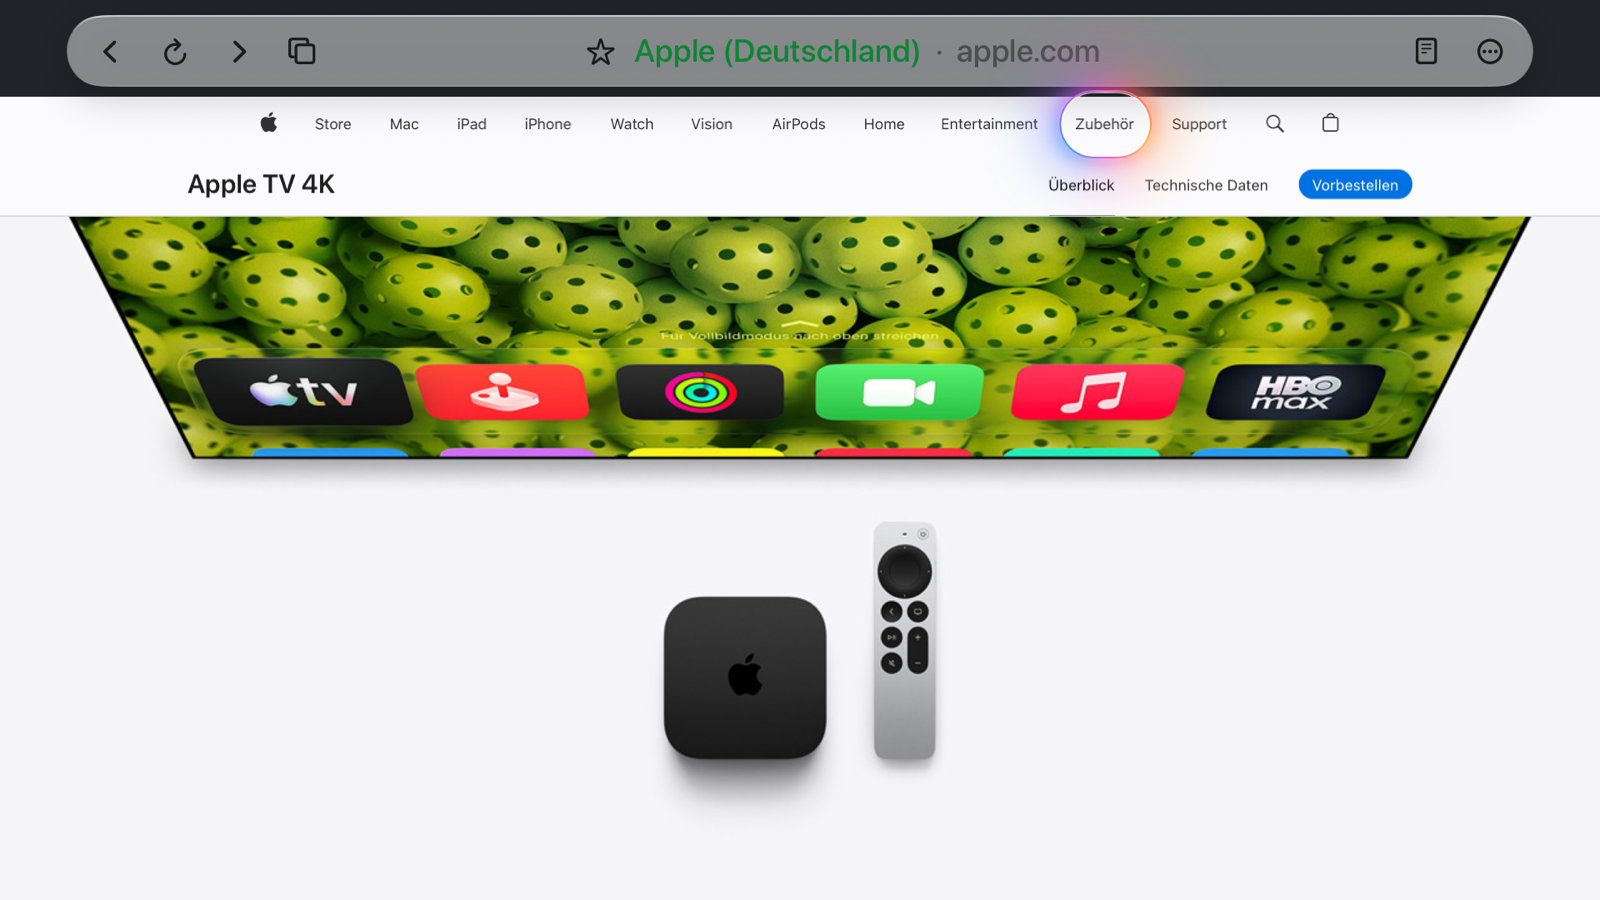 Apple (Deutschland) · apple.com
Store Mac iPad iPhone Watch Vision AirPods Home Entertainment Zubehör Support
Apple TV 4K
Überblick Technische Daten Vorbestellen
Für Vollbildmodus nach oben streichen
tv
HBO
max